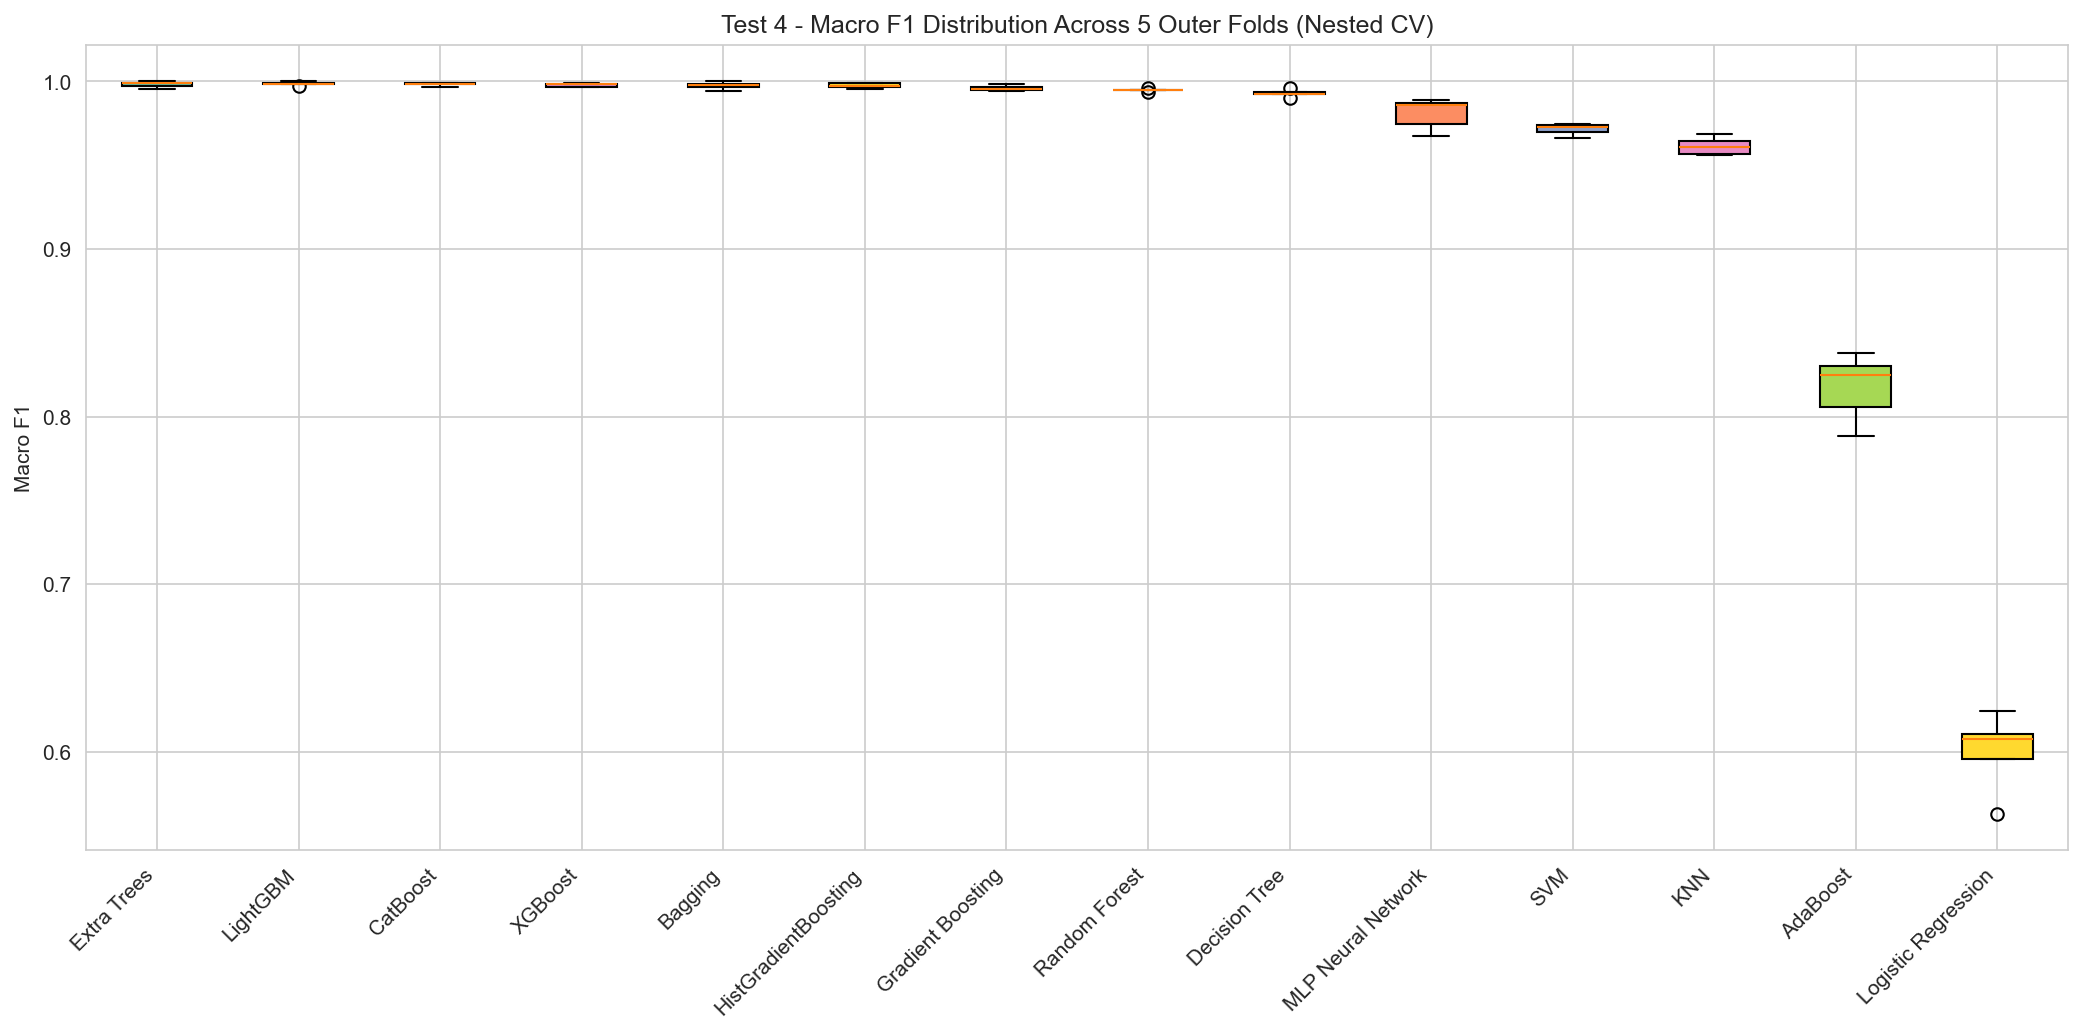 Test 4 - Macro F1 Distribution Across 5 Outer Folds (Nested CV)
Macro F1
1.0
0.9
0.8
0.7
0.6
Extra Trees
LightGBM
CatBoost
XGBoost
Bagging
HistGradientBoosting
Gradient Boosting
Random Forest
Decision Tree
MLP Neural Network
SVM
KNN
AdaBoost
Logistic Regression